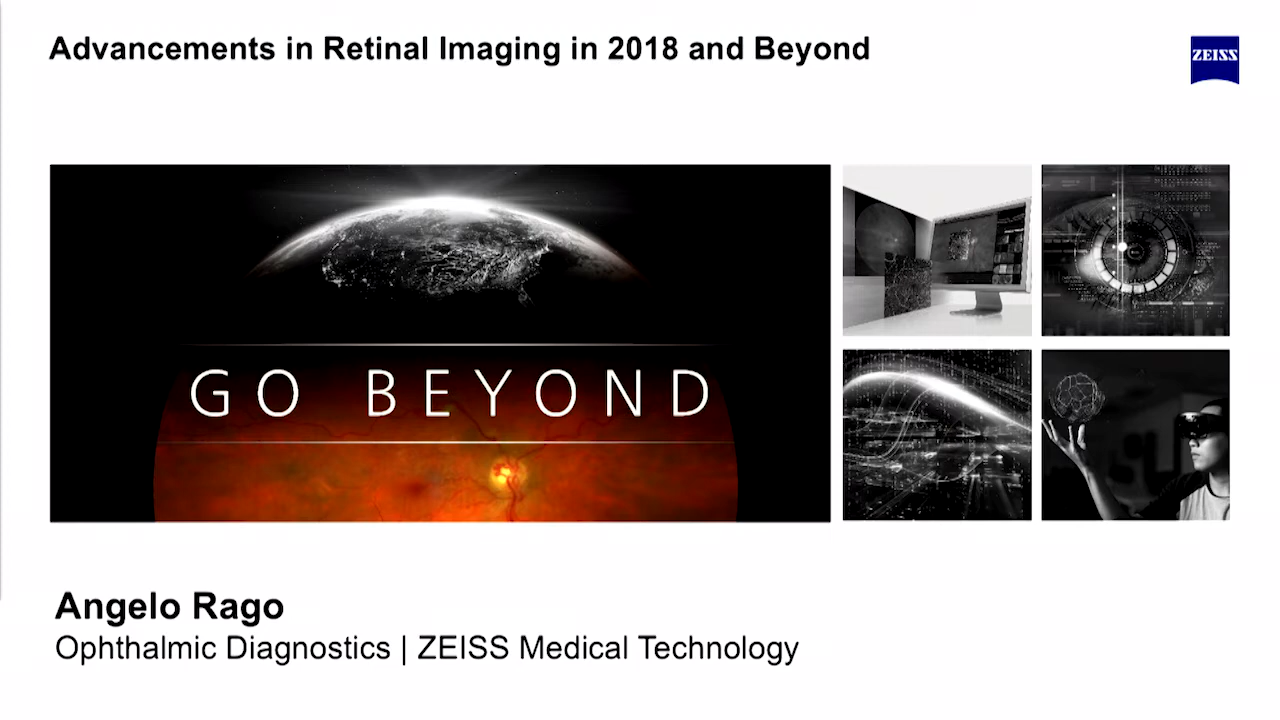 Advancements in Retinal Imaging in 2018 and Beyond
ZEISS
GO BEYOND
Angelo Rago
Ophthalmic Diagnostics | ZEISS Medical Technology